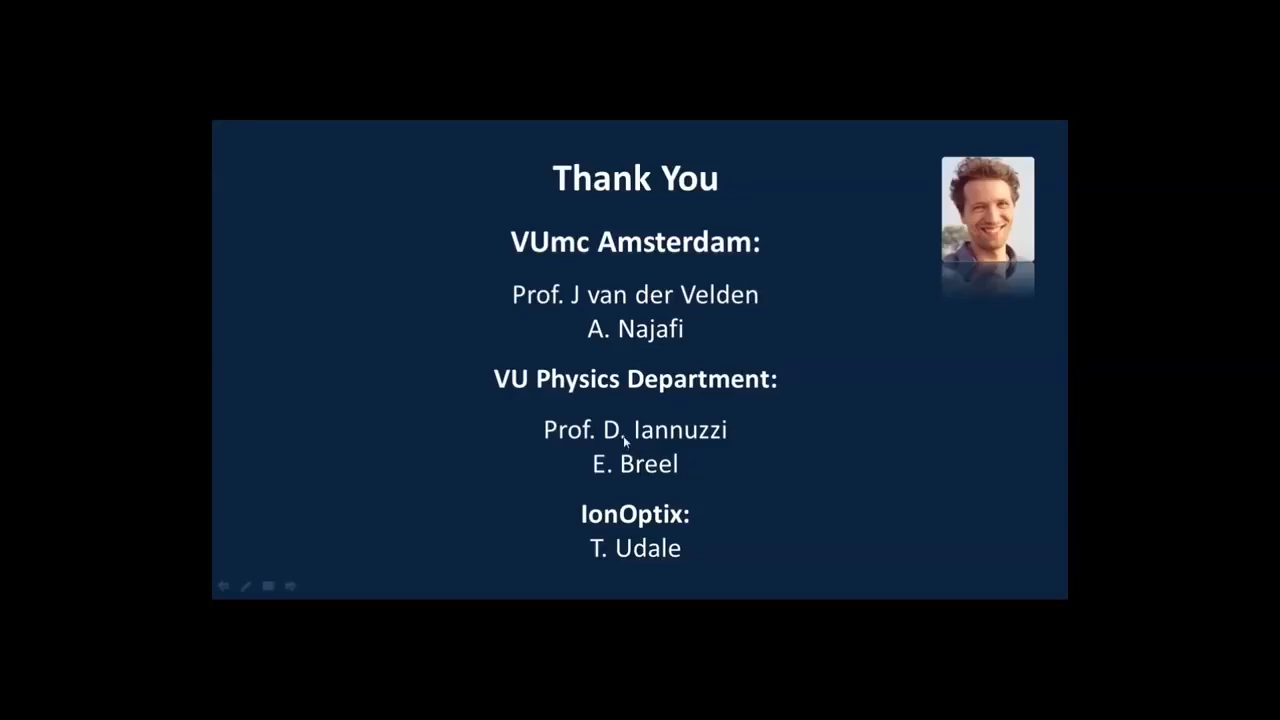 Thank You
VUmc Amsterdam:
Prof. J van der Velden
A. Najafi
VU Physics Department:
Prof. D. Iannuzzi
E. Breel
IonOptix:
T. Udale